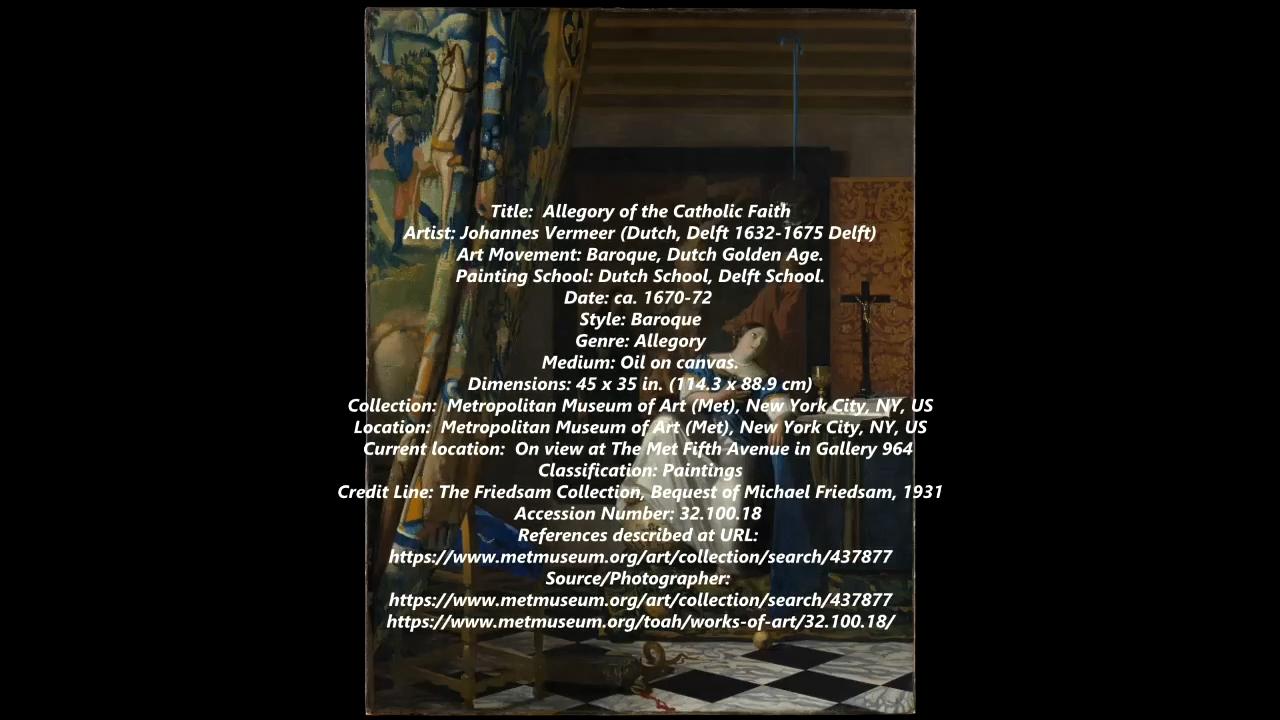 Title:  Allegory of the Catholic Faith
Artist: Johannes Vermeer (Dutch, Delft 1632-1675 Delft)
Art Movement: Baroque, Dutch Golden Age.
Painting School: Dutch School, Delft School.
Date: ca. 1670-72
Style: Baroque
Genre: Allegory
Medium: Oil on canvas.
Dimensions: 45 x 35 in. (114.3 x 88.9 cm)
Collection:  Metropolitan Museum of Art (Met), New York City, NY, US
Location:  Metropolitan Museum of Art (Met), New York City, NY, US
Current location:  On view at The Met Fifth Avenue in Gallery 964
Classification: Paintings
Credit Line: The Friedsam Collection, Bequest of Michael Friedsam, 1931
Accession Number: 32.100.18
References described at URL:
https://www.metmuseum.org/art/collection/search/437877
Source/Photographer:
https://www.metmuseum.org/art/collection/search/437877
https://www.metmuseum.org/toah/works-of-art/32.100.18/